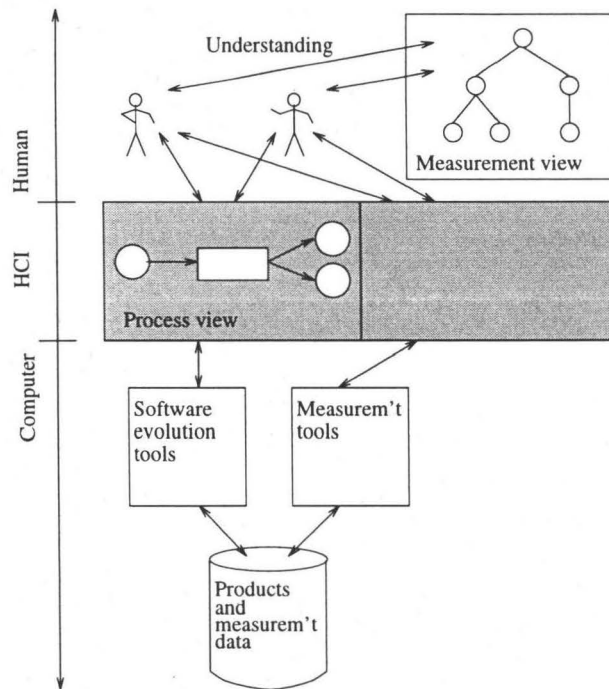 Understanding
Measurement view
Human
HCI
Process view
Computer
Software
evolution
tools
Measurem't
tools
Products
and
measurem't
data